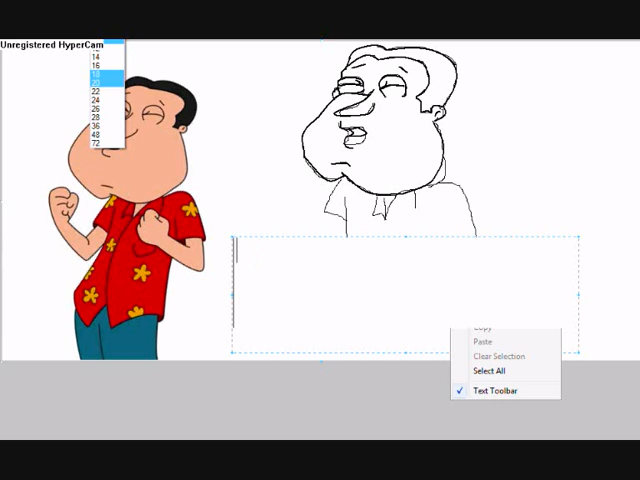 Unregistered HyperCam
14
16
18
20
22
24
26
28
36
48
72
Copy
Paste
Clear Selection
Select All
Text Toolbar